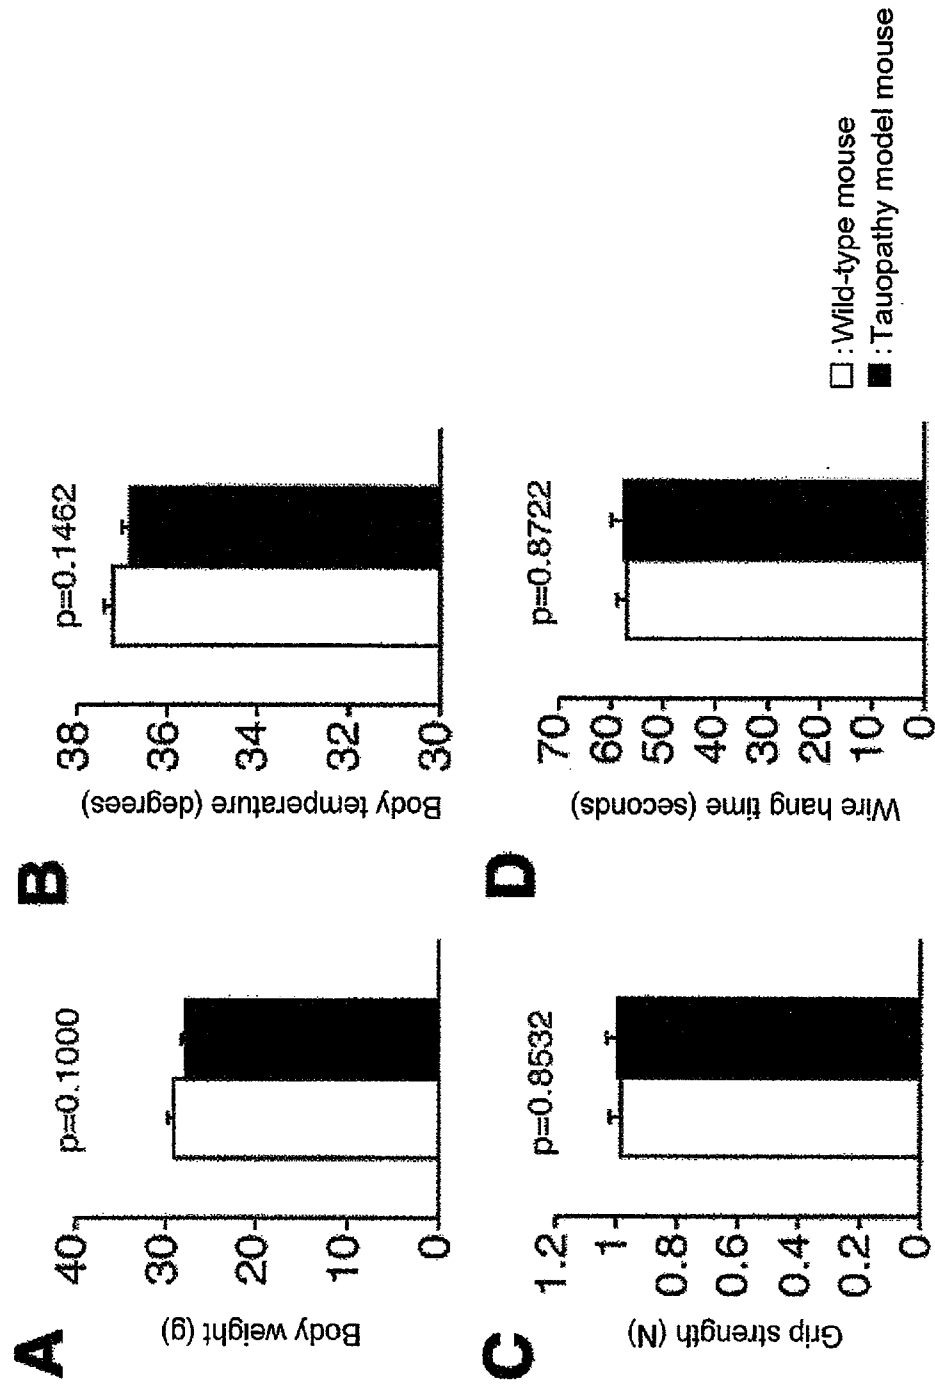 A
p=0.1000
Body weight (g)
40
30
20
10
0
B
p=0.1462
Body temperature (degrees)
38
36
34
32
30
C
p=0.8532
Grip strength (N)
1.2
1
0.8
0.6
0.4
0.2
0
D
p=0.8722
Wire hang time (seconds)
70
60
50
40
30
20
10
0
: Wild-type mouse
: Tauopathy model mouse